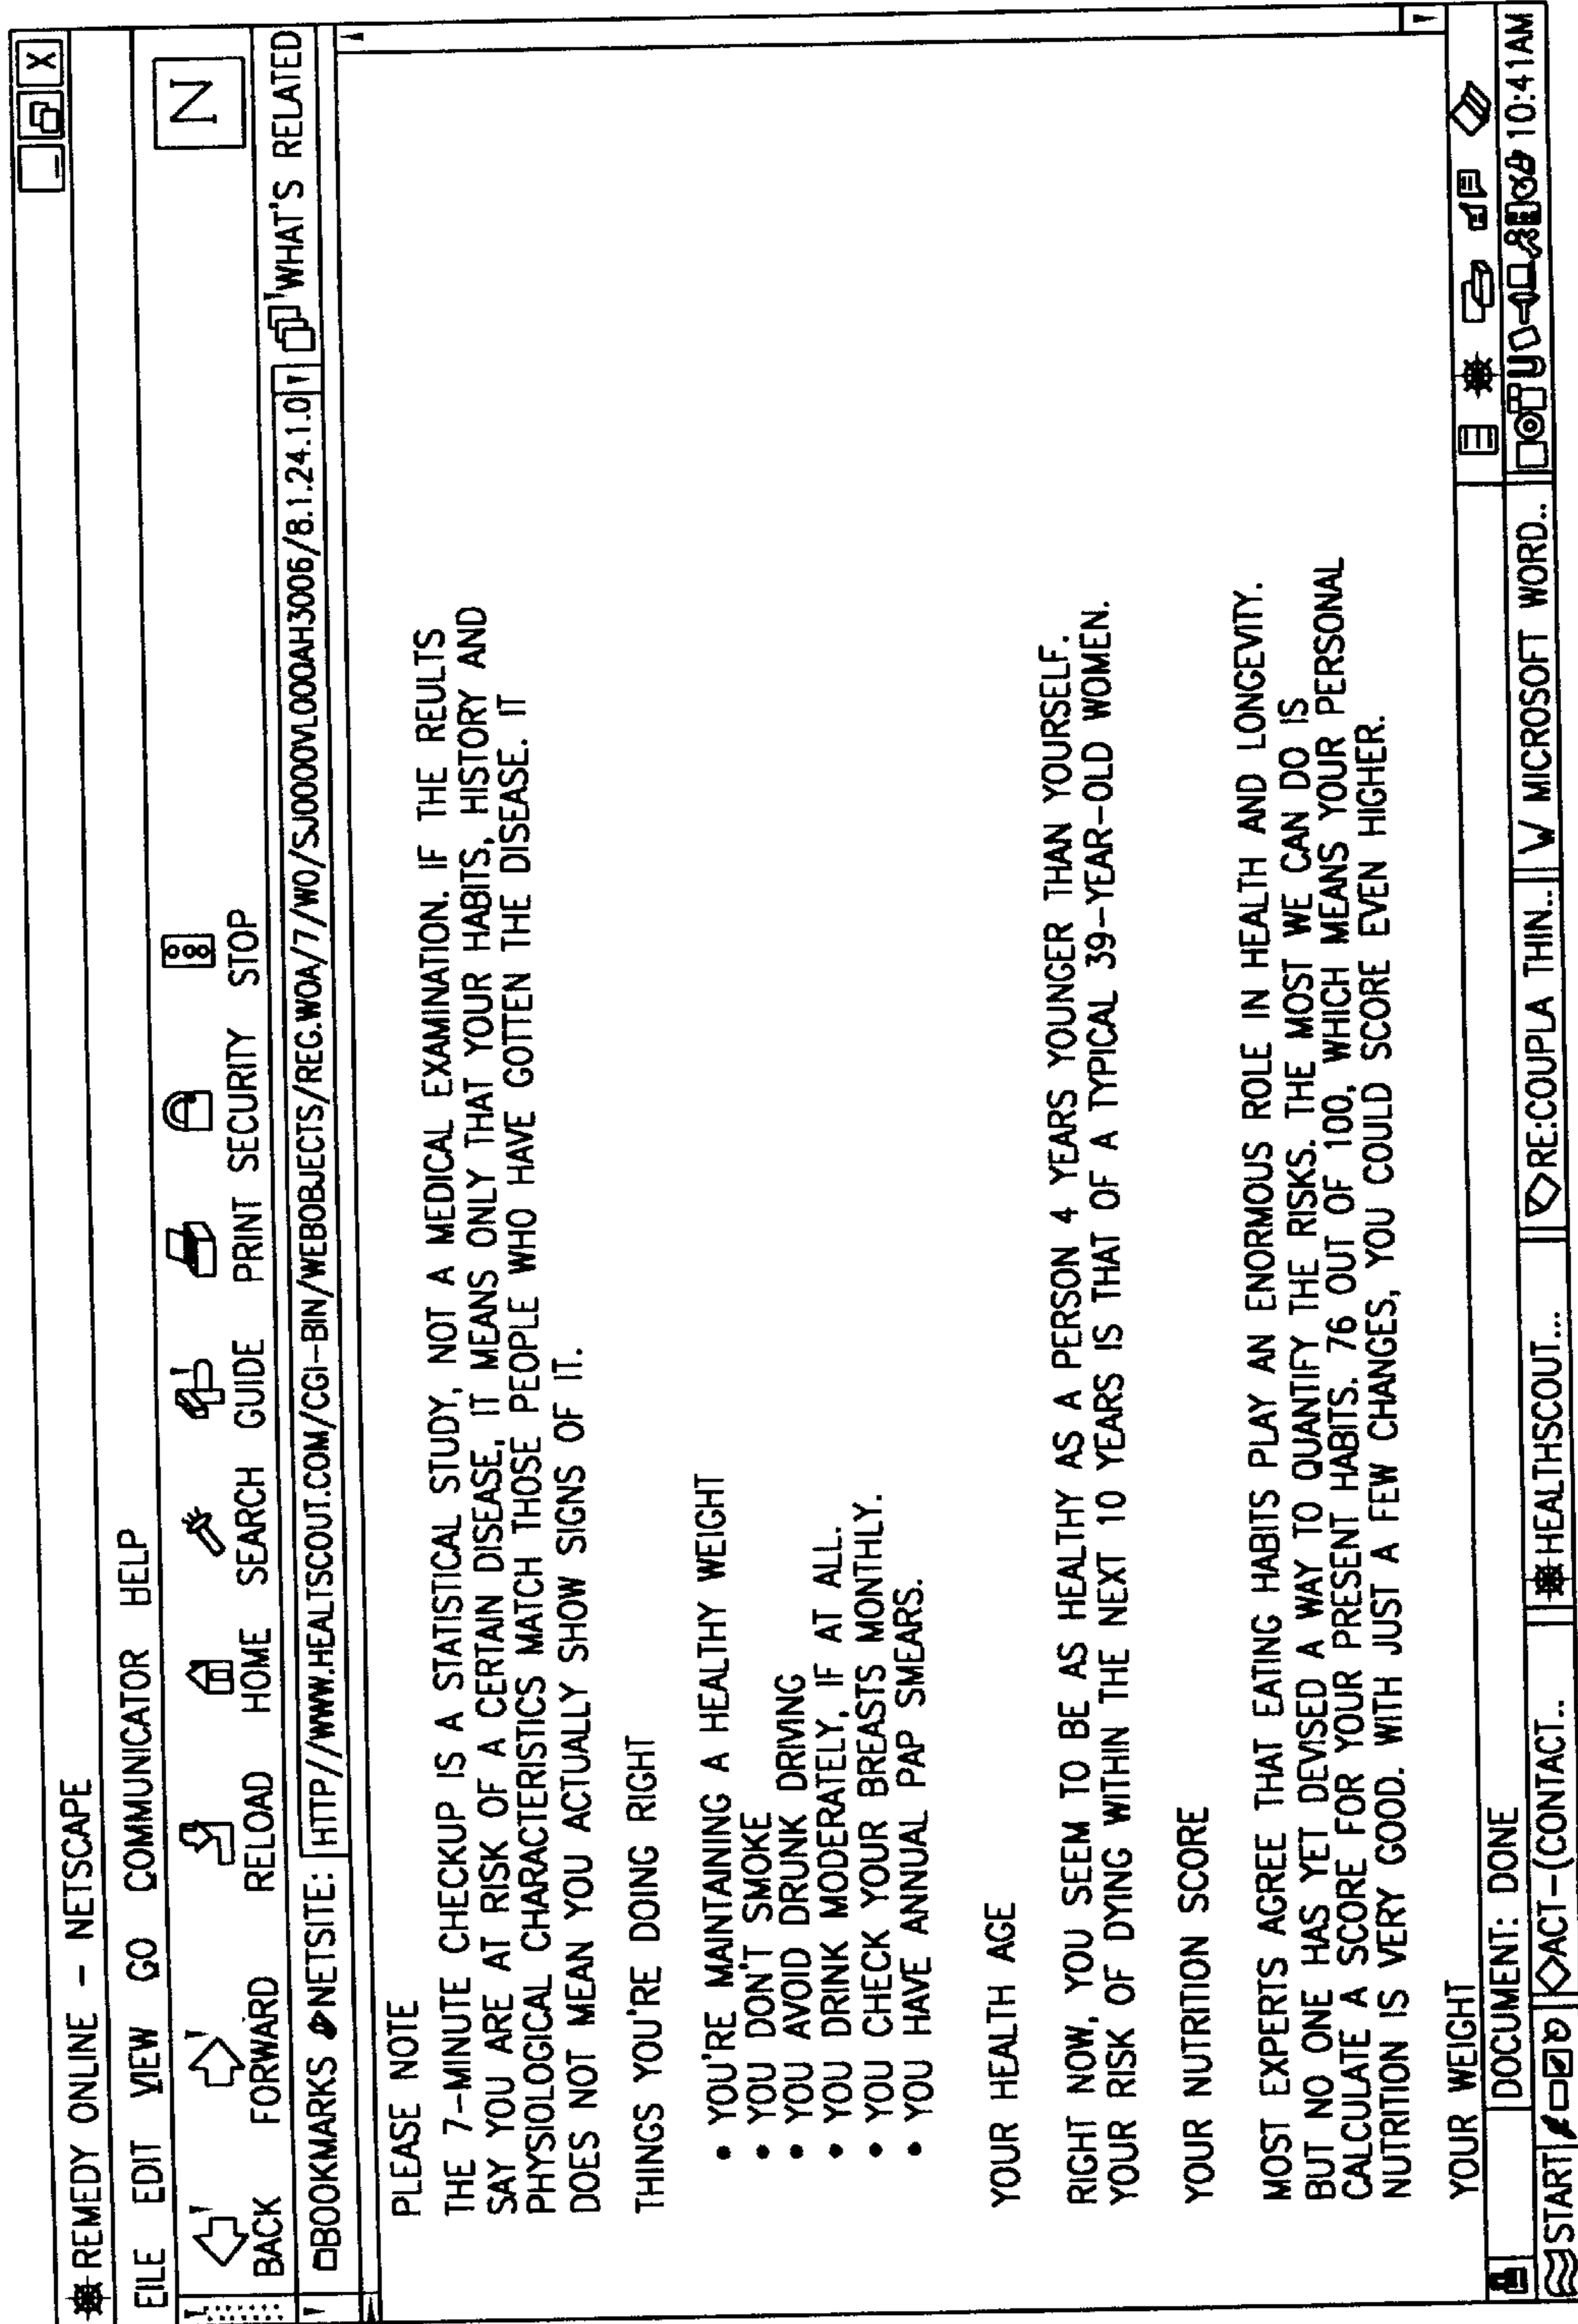 REMEDY ONLINE - NETSCAPE
X
EILE EDIT VIEW GO COMMUNICATOR HELP
BACK FORWARD RELOAD HOME SEARCH GUIDE PRINT SECURITY STOP
N
BOOKMARKS NETSITE: HTTP//WWW.HEALTSCOUT.COM/CGI-BIN/WEBOBJECTS/REG.WOA/7/WO/SJ0000VL000AH3006/8.1.24.1.0 WHAT'S RELATED
PLEASE NOTE
THE 7-MINUTE CHECKUP IS A STATISTICAL STUDY, NOT A MEDICAL EXAMINATION. IF THE REULTS
SAY YOU ARE AT RISK OF A CERTAIN DISEASE, IT MEANS ONLY THAT YOUR HABITS, HISTORY AND
PHYSIOLOGICAL CHARACTERISTICS MATCH THOSE PEOPLE WHO HAVE GOTTEN THE DISEASE. IT
DOES NOT MEAN YOU ACTUALLY SHOW SIGNS OF IT.
THINGS YOU'RE DOING RIGHT
• YOU'RE MAINTAINING A HEALTHY WEIGHT
• YOU DON'T SMOKE
• YOU AVOID DRUNK DRIVING
• YOU DRINK MODERATELY, IF AT ALL.
• YOU CHECK YOUR BREASTS MONTHLY.
• YOU HAVE ANNUAL PAP SMEARS.
YOUR HEALTH AGE
RIGHT NOW, YOU SEEM TO BE AS HEALTHY AS A PERSON 4 YEARS YOUNGER THAN YOURSELF.
YOUR RISK OF DYING WITHIN THE NEXT 10 YEARS IS THAT OF A TYPICAL 39-YEAR-OLD WOMEN.
YOUR NUTRITION SCORE
MOST EXPERTS AGREE THAT EATING HABITS PLAY AN ENORMOUS ROLE IN HEALTH AND LONGEVITY.
BUT NO ONE HAS YET DEVISED A WAY TO QUANTIFY THE RISKS. THE MOST WE CAN DO IS
CALCULATE A SCORE FOR YOUR PRESENT HABITS. 76 OUT OF 100, WHICH MEANS YOUR PERSONAL
NUTRITION IS VERY GOOD. WITH JUST A FEW CHANGES, YOU COULD SCORE EVEN HIGHER.
YOUR WEIGHT
DOCUMENT: DONE
START ACT-(CONTACT.. HEALTHSCOUT... RE:COUPLA THIN.. W MICROSOFT WORD.. 10:41AM